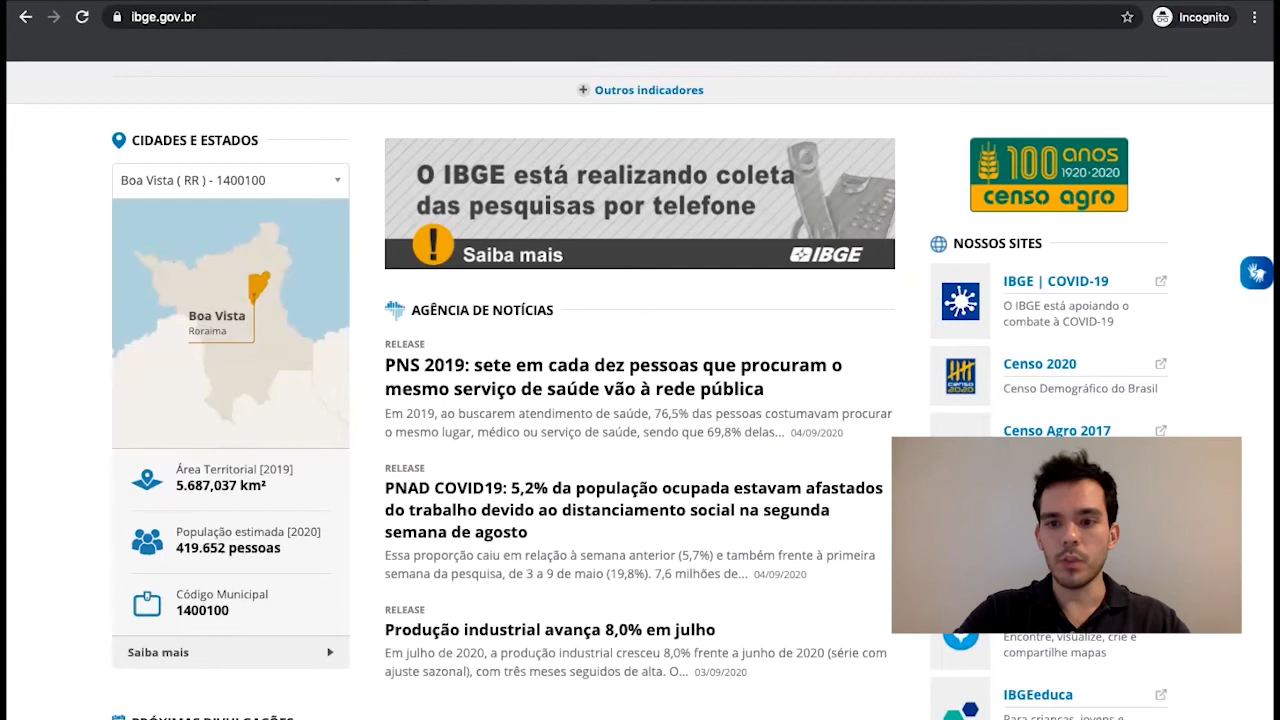 ibge.gov.br
Incognito
Outros indicadores
CIDADES E ESTADOS
Boa Vista ( RR ) - 1400100
Boa Vista
Roraima
Área Territorial [2019]
5.687,037 km²
População estimada [2020]
419.652 pessoas
Código Municipal
1400100
Saiba mais
O IBGE está realizando coleta
das pesquisas por telefone
! Saiba mais
IBGE
AGÊNCIA DE NOTÍCIAS
RELEASE
PNS 2019: sete em cada dez pessoas que procuram o
mesmo serviço de saúde vão à rede pública
Em 2019, ao buscarem atendimento de saúde, 76,5% das pessoas costumavam procurar
o mesmo lugar, médico ou serviço de saúde, sendo que 69,8% delas... 04/09/2020
RELEASE
PNAD COVID19: 5,2% da população ocupada estavam afastados
do trabalho devido ao distanciamento social na segunda
semana de agosto
Essa proporção caiu em relação à semana anterior (5,7%) e também frente à primeira
semana da pesquisa, de 3 a 9 de maio (19,8%). 7,6 milhões de... 04/09/2020
RELEASE
Produção industrial avança 8,0% em julho
Em julho de 2020, a produção industrial cresceu 8,0% frente a junho de 2020 (série com
ajuste sazonal), com três meses seguidos de alta. O... 03/09/2020
100 anos
1920·2020
censo agro
NOSSOS SITES
IBGE | COVID-19
O IBGE está apoiando o
combate à COVID-19
Censo 2020
Censo Demográfico do Brasil
censo
2020
Censo Agro 2017
Encontre, visualize, crie e
compartilhe mapas
IBGEeduca